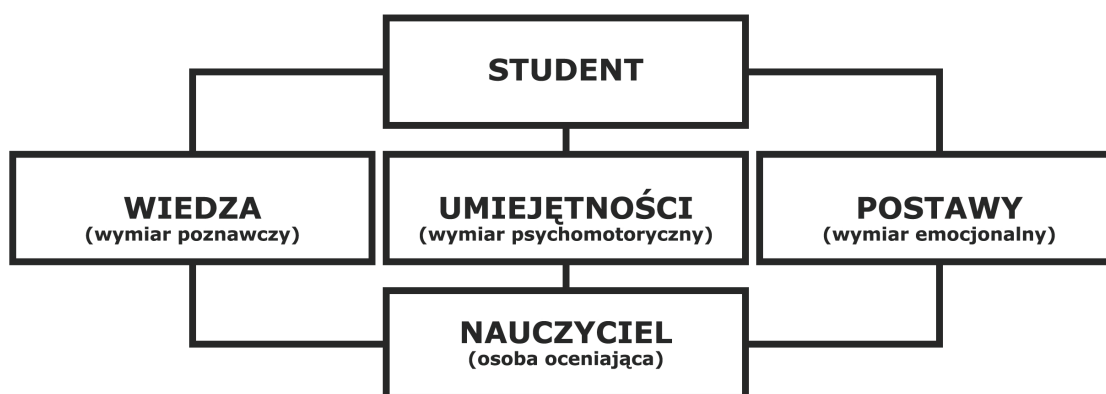 STUDENT
WIEDZA
(wymiar poznawczy)
UMIEJĘTNOŚCI
(wymiar psychomotoryczny)
POSTAWY
(wymiar emocjonalny)
NAUCZYCIEL
(osoba oceniająca)